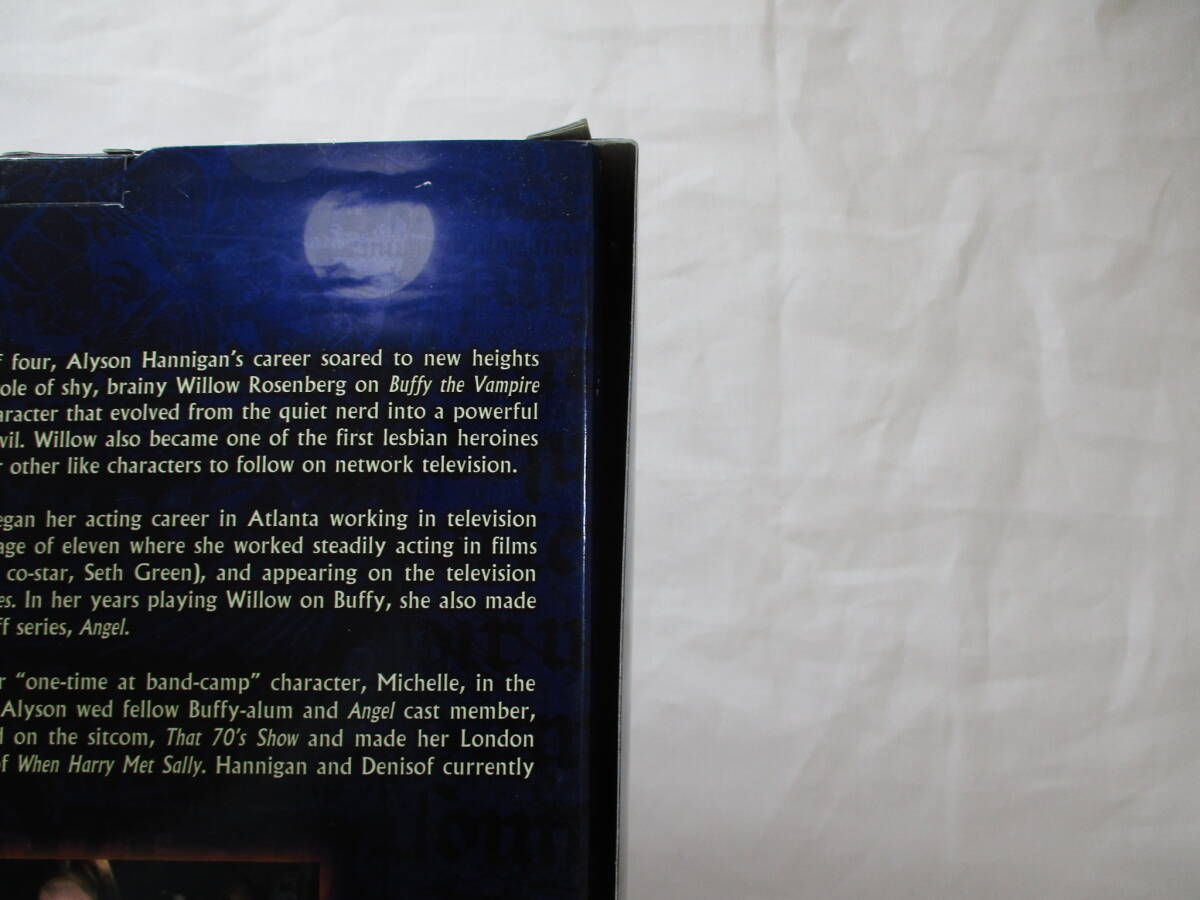 four, Alyson Hannigan's career soared to new heights
ole of shy, brainy Willow Rosenberg on Buffy the Vampire
aracter that evolved from the quiet nerd into a powerful
vil. Willow also became one of the first lesbian heroines
other like characters to follow on network television.
egan her acting career in Atlanta working in television
age of eleven where she worked steadily acting in films
co-star, Seth Green), and appearing on the television
es. In her years playing Willow on Buffy, she also made
ff series, Angel.
r "one-time at band-camp" character, Michelle, in the
Alyson wed fellow Buffy-alum and Angel cast member,
d on the sitcom, That 70's Show and made her London
of When Harry Met Sally. Hannigan and Denisof currently